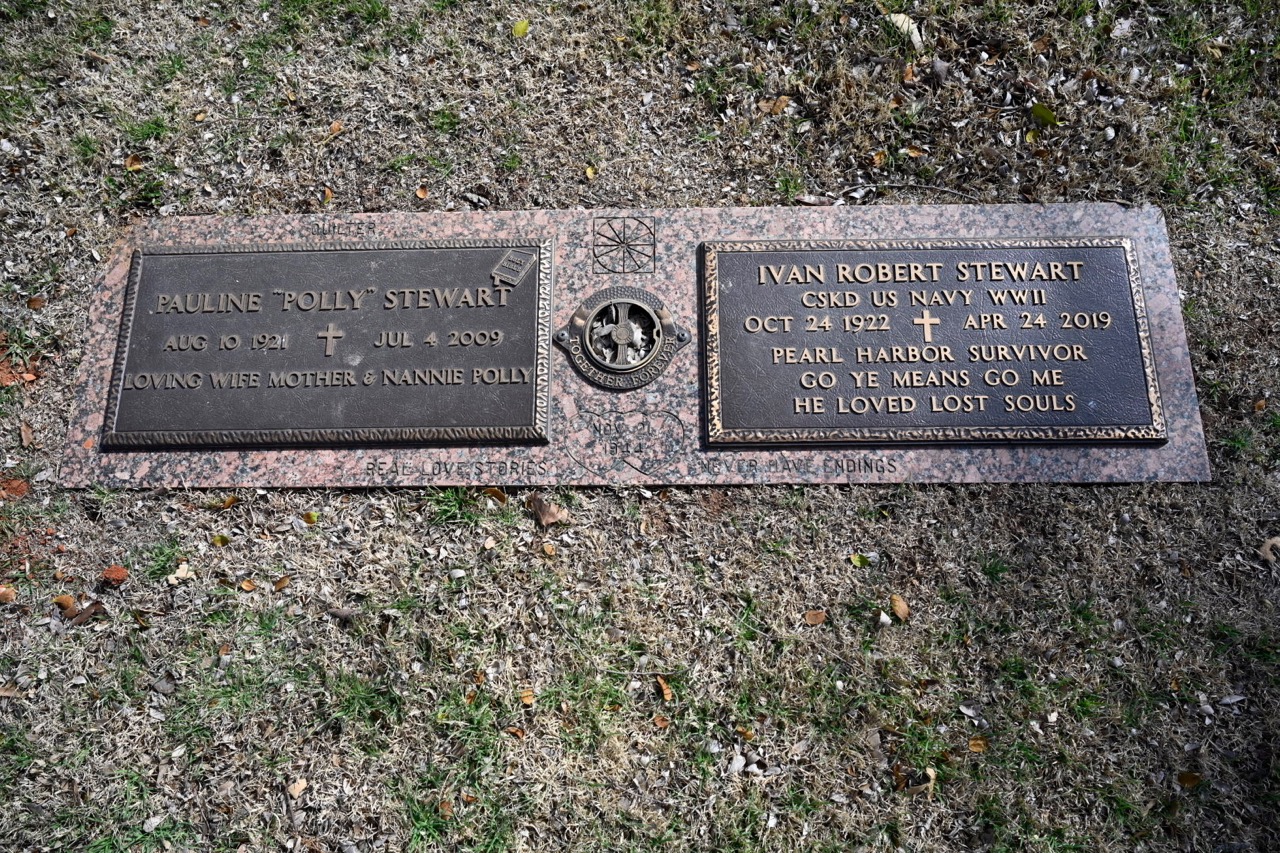 QUILTER
PAULINE "POLLY" STEWART
AUG 10 1921 JUL 4 2009
LOVING WIFE MOTHER & NANNIE POLLY
TOGETHER FOREVER
IVAN ROBERT STEWART
CSKD US NAVY WWII
OCT 24 1922 APR 24 2019
PEARL HARBOR SURVIVOR
GO YE MEANS GO ME
HE LOVED LOST SOULS
NOV. 21,
1944
REAL LOVE STORIES NEVER HAVE ENDINGS